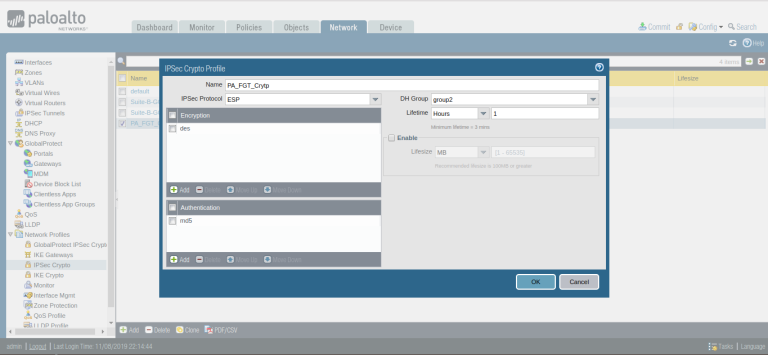 paloalto
NETWORKS
Dashboard Monitor Policies Objects Network Device
Commit Config Search
Help
Interfaces
Zones
VLANs
Virtual Wires
Virtual Routers
IPSec Tunnels
DHCP
DNS Proxy
GlobalProtect
Portals
Gateways
MDM
Device Block List
Clientless Apps
Clientless App Groups
QoS
LLDP
Network Profiles
GlobalProtect IPSec Crypto
IKE Gateways
IPSec Crypto
IKE Crypto
Monitor
Interface Mgmt
Zone Protection
QoS Profile
LLDP Profile
4 items
Name
Lifesize
default
Suite-B-G
Suite-B-G
PA_FGT_
IPSec Crypto Profile
Name PA_FGT_Crytp
IPSec Protocol ESP
DH Group group2
Lifetime Hours 1
Minimum lifetime = 3 mins
Encryption
des
Add Delete Move Up Move Down
Enable
Lifesize MB [1 - 65535]
Recommended lifesize is 100MB or greater
Authentication
md5
Add Delete Move Up Move Down
OK Cancel
Add Delete Clone PDF/CSV
admin | Logout | Last Login Time: 11/05/2019 22:14:44
Tasks | Language